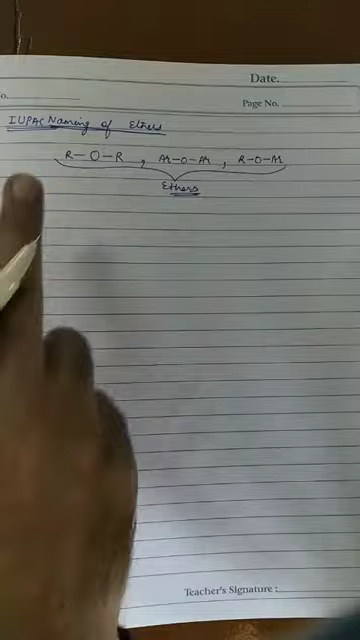 Date.
o.
Page No.
IUPAC Naming of Ethers
R-O-R , Ar-O-Ar , R-O-Ar
Ethers
Teacher's Signature :